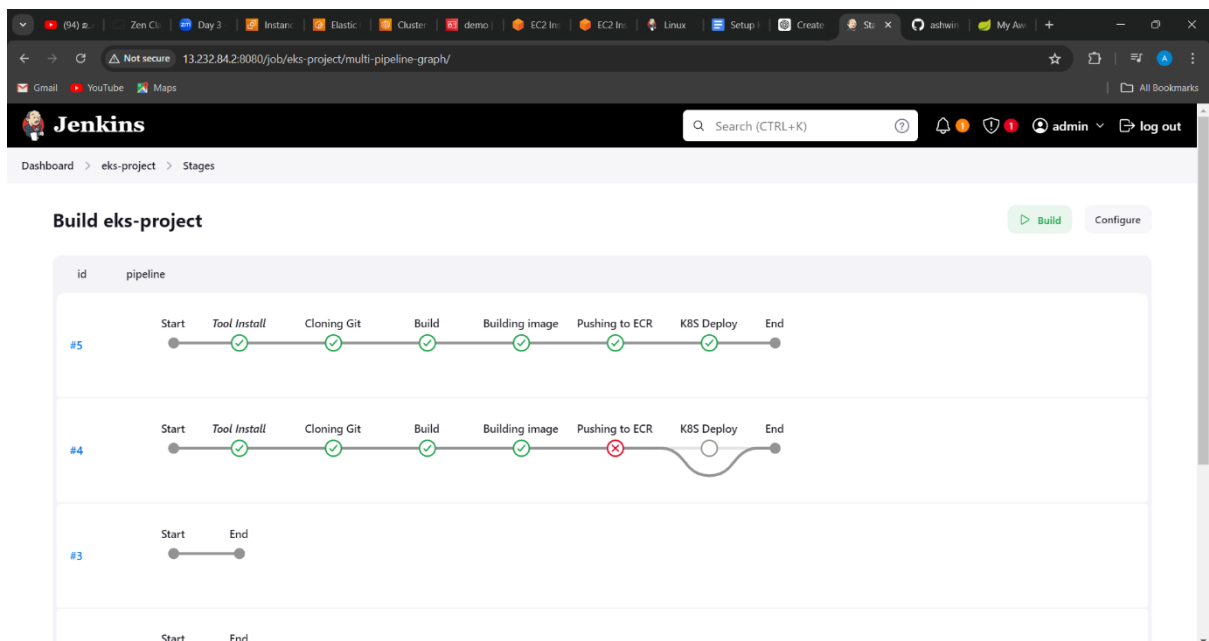 (94) Zen Cl Day 3 Instan Elastic Cluster demo EC2 Ins EC2 Ins Linux Setup Create Sta ashwin My Aw
Not secure 13.232.84.2:8080/job/eks-project/multi-pipeline-graph/ A
Gmail YouTube Maps All Bookmarks
Jenkins Search (CTRL+K) 1 1 admin log out
Dashboard > eks-project > Stages
Build eks-project Build Configure
id pipeline
Start Tool Install Cloning Git Build Building image Pushing to ECR K8S Deploy End
#5
Start Tool Install Cloning Git Build Building image Pushing to ECR K8S Deploy End
#4
Start End
#3
Start End